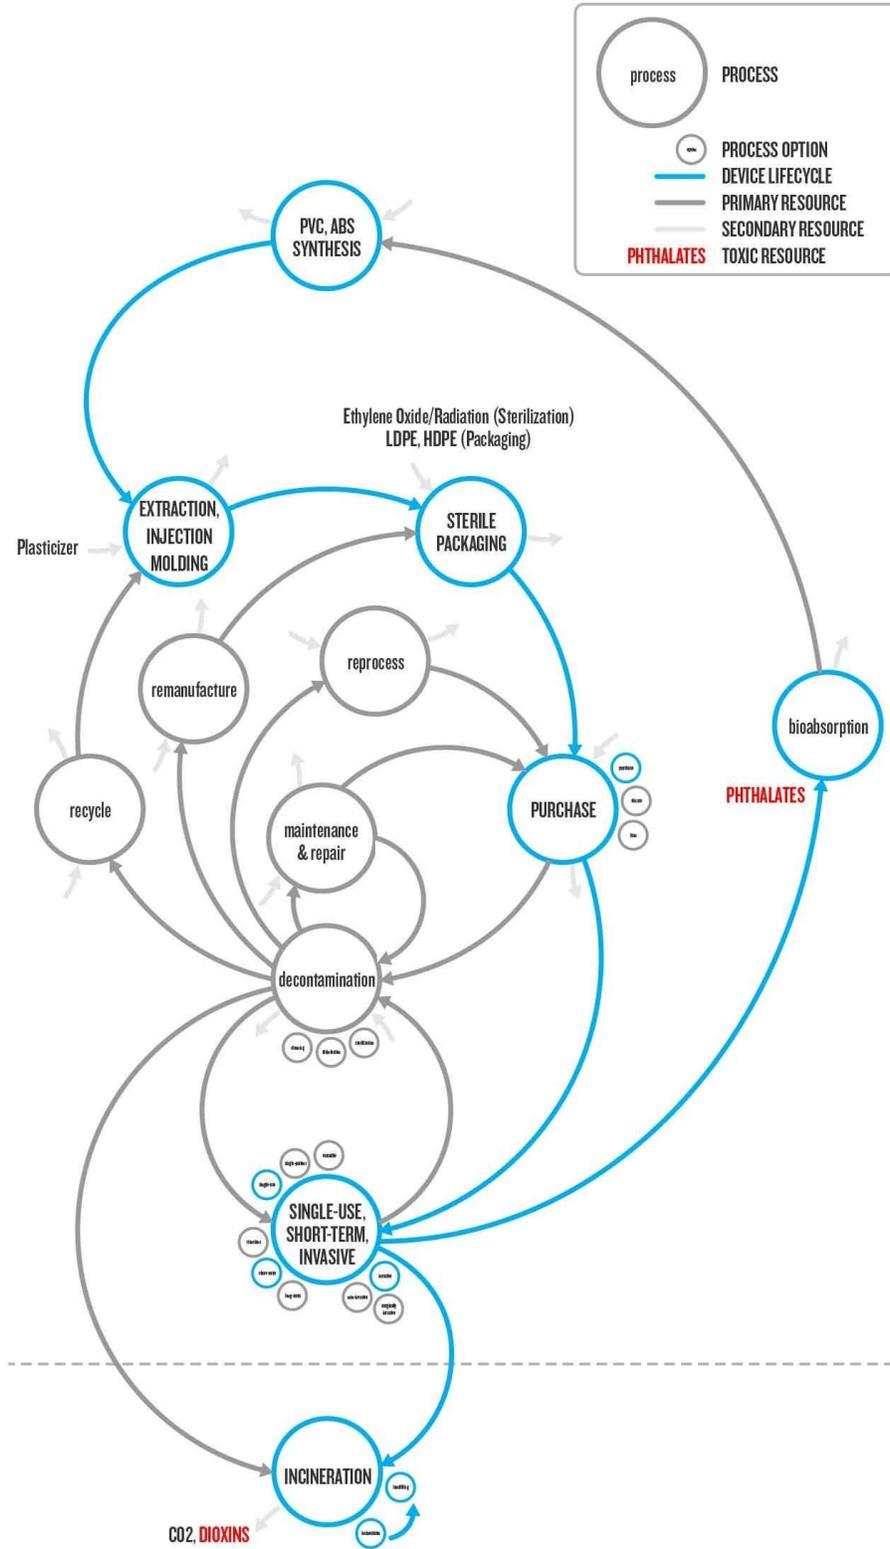 process
PROCESS
PROCESS OPTION
DEVICE LIFECYCLE
PRIMARY RESOURCE
SECONDARY RESOURCE
PHTHALATES
TOXIC RESOURCE
PVC, ABS
SYNTHESIS
Ethylene Oxide/Radiation (Sterilization)
LDPE, HDPE (Packaging)
EXTRACTION,
INJECTION
MOLDING
STERILE
PACKAGING
Plasticizer
reprocess
remanufacture
bioabsorption
PHTHALATES
recycle
PURCHASE
purchase
maintenance
& repair
decontamination
SINGLE-USE,
SHORT-TERM,
INVASIVE
INCINERATION
CO2, DIOXINS